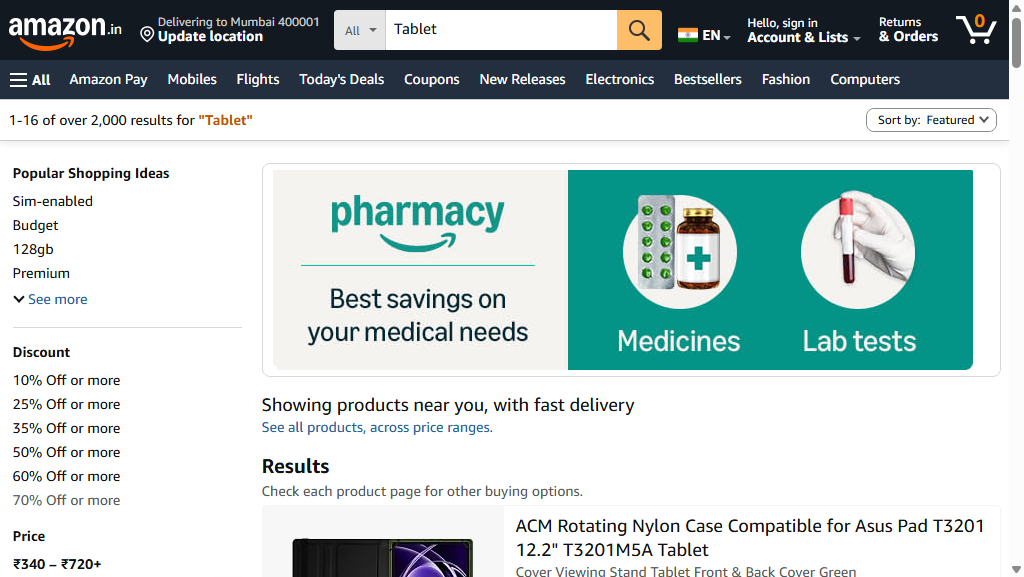 amazon.in
Delivering to Mumbai 400001
Update location
All
Tablet
EN
Hello, sign in
Account & Lists
Returns
& Orders
0
All
Amazon Pay
Mobiles
Flights
Today's Deals
Coupons
New Releases
Electronics
Bestsellers
Fashion
Computers
1-16 of over 2,000 results for "Tablet"
Sort by: Featured
Popular Shopping Ideas
Sim-enabled
Budget
128gb
Premium
See more
Discount
10% Off or more
25% Off or more
35% Off or more
50% Off or more
60% Off or more
70% Off or more
Price
₹340 – ₹720+
pharmacy
Best savings on
your medical needs
Medicines
Lab tests
Showing products near you, with fast delivery
See all products, across price ranges.
Results
Check each product page for other buying options.
ACM Rotating Nylon Case Compatible for Asus Pad T3201
12.2" T3201M5A Tablet
Cover Viewing Stand Tablet Front & Back Cover Green